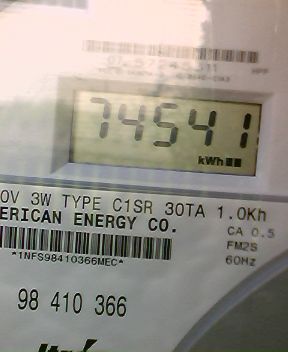 74541
kWh
0V 3W TYPE C1SR 30TA 1.0Kh
ERICAN ENERGY CO.
CA 0.5
FM2S
*1NFS98410366MEC*
60Hz
98 410 366